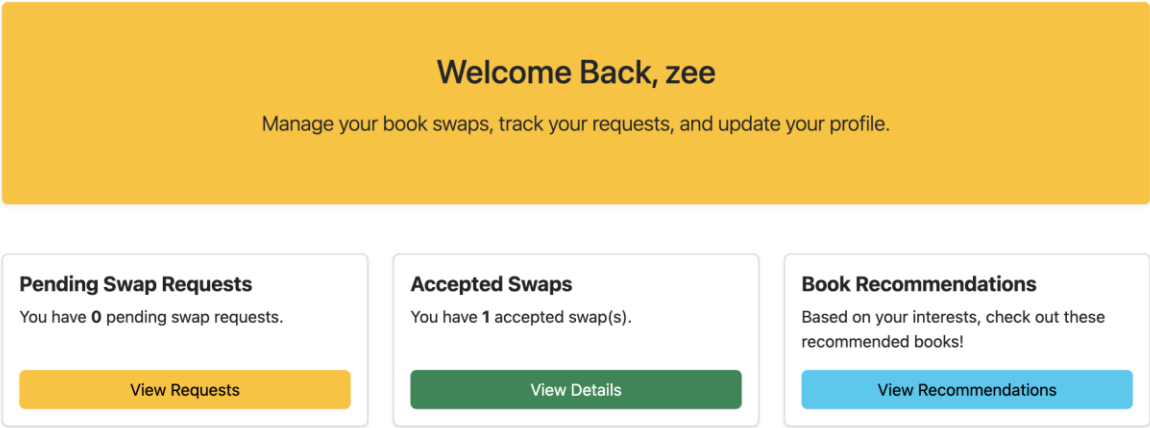 Welcome Back, zee
Manage your book swaps, track your requests, and update your profile.
Pending Swap Requests
You have 0 pending swap requests.
View Requests
Accepted Swaps
You have 1 accepted swap(s).
View Details
Book Recommendations
Based on your interests, check out these
recommended books!
View Recommendations